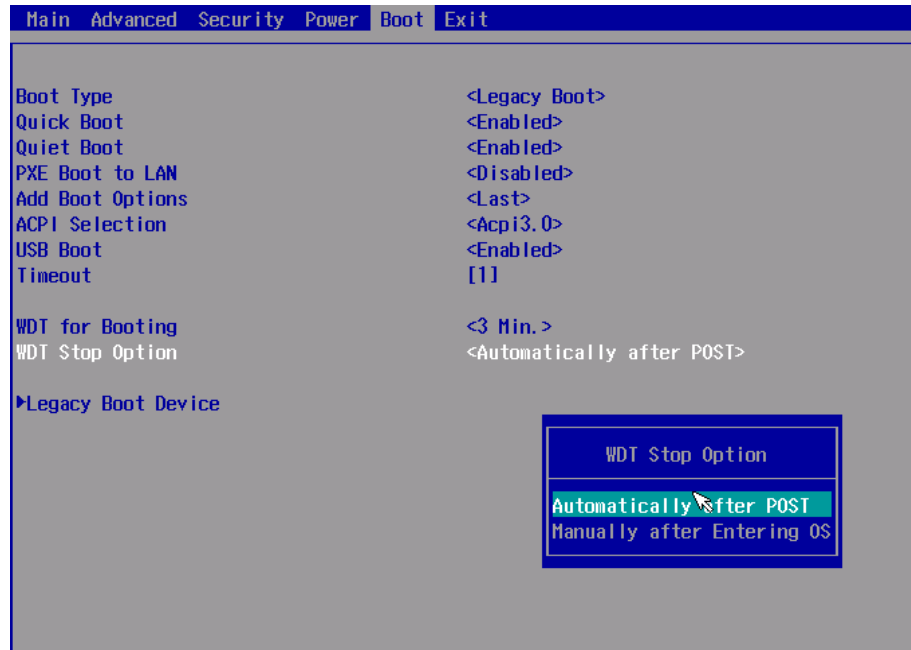 Main Advanced Security Power Boot Exit
Boot Type <Legacy Boot>
Quick Boot <Enabled>
Quiet Boot <Enabled>
PXE Boot to LAN <Disabled>
Add Boot Options <Last>
ACPI Selection <Acpi3.0>
USB Boot <Enabled>
Timeout [1]
WDT for Booting <3 Min.>
WDT Stop Option <Automatically after POST>
Legacy Boot Device
WDT Stop Option
Automatically after POST
Manually after Entering OS